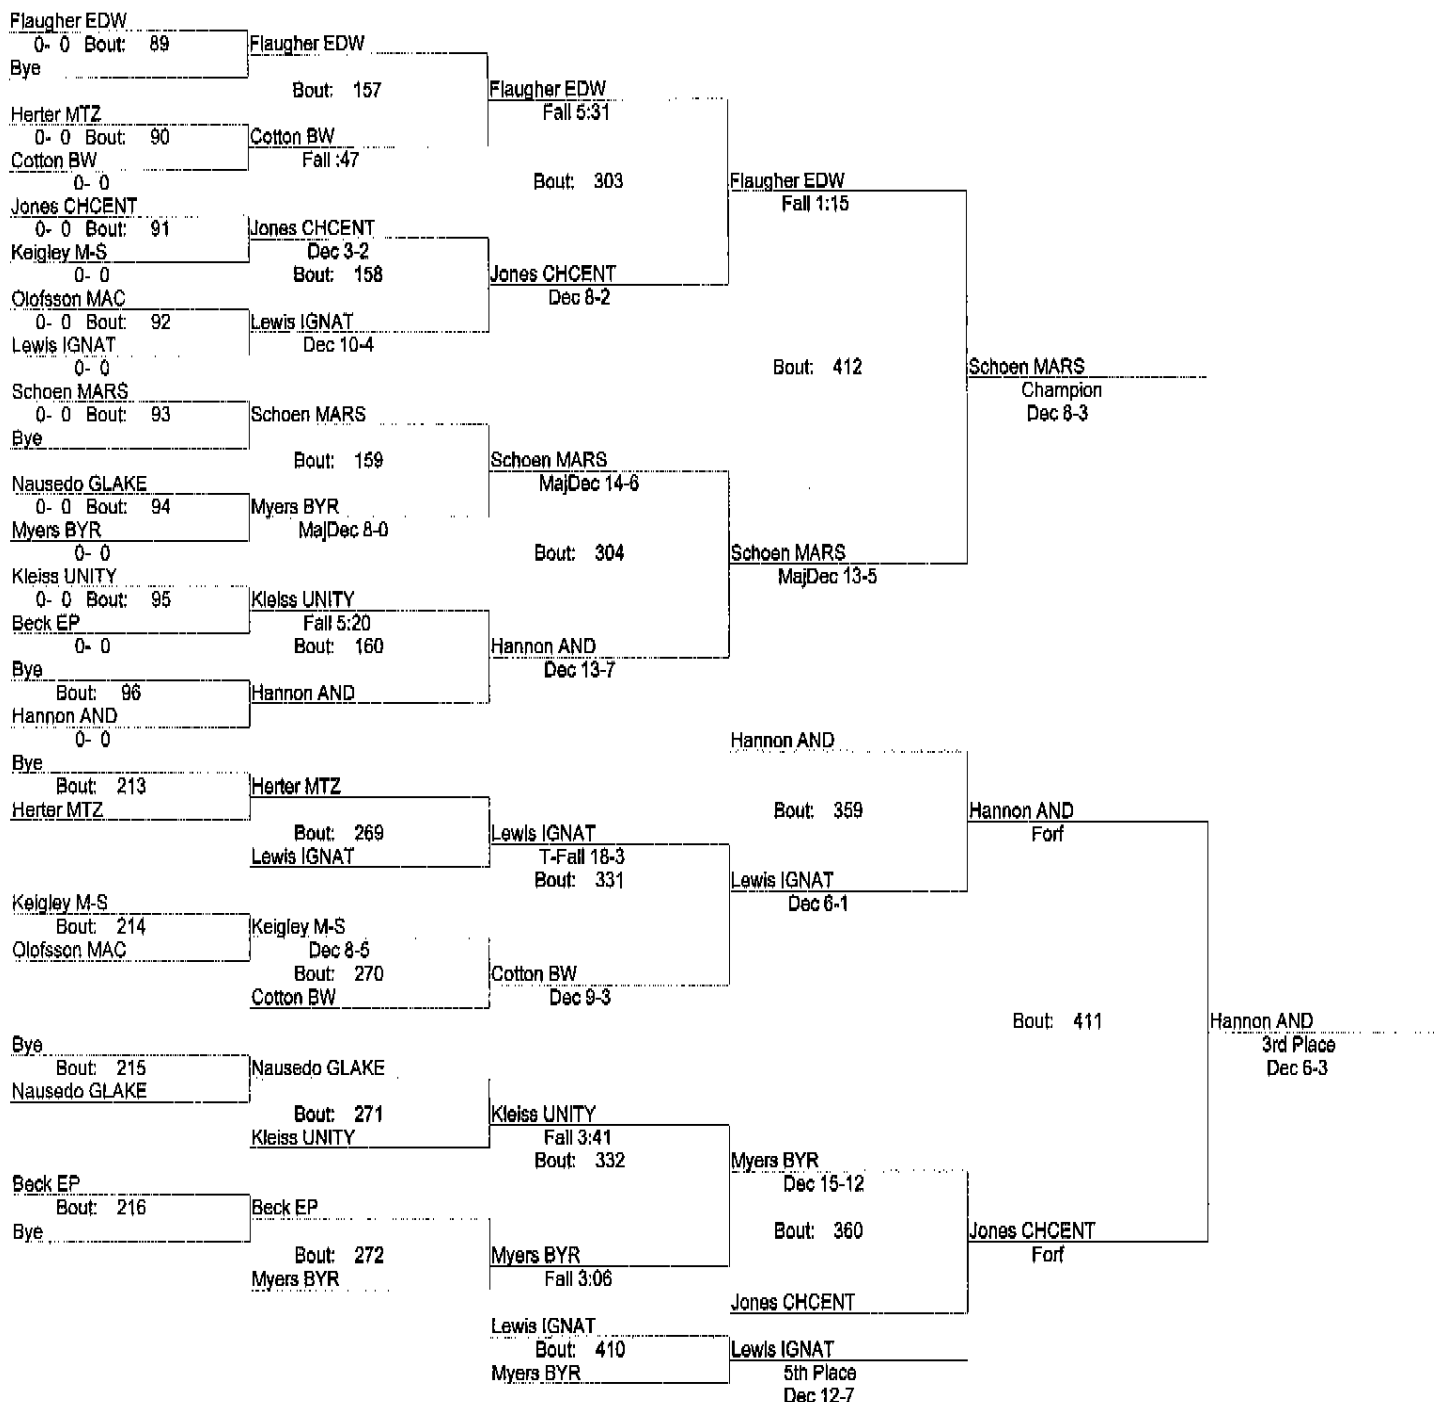 Flaugher EDW
0- 0 Bout: 89
Flaugher EDW
Bye
Bout: 157
Flaugher EDW
Fall 5:31
Herter MTZ
0- 0 Bout: 90
Cotton BW
Fall :47
Cotton BW
0- 0
Bout: 303
Flaugher EDW
Fall 1:15
Jones CHCENT
0- 0 Bout: 91
Jones CHCENT
Dec 3-2
Keigley M-S
0- 0
Bout: 158
Jones CHCENT
Dec 8-2
Olofsson MAC
0- 0 Bout: 92
Lewis IGNAT
Dec 10-4
Lewis IGNAT
0- 0
Bout: 412
Schoen MARS
Champion
Dec 8-3
Schoen MARS
0- 0 Bout: 93
Schoen MARS
Bye
Bout: 159
Schoen MARS
MajDec 14-6
Nausedo GLAKE
0- 0 Bout: 94
Myers BYR
MajDec 8-0
Myers BYR
0- 0
Bout: 304
Schoen MARS
MajDec 13-5
Kleiss UNITY
0- 0 Bout: 95
Kleiss UNITY
Fall 5:20
Beck EP
0- 0
Bout: 160
Hannon AND
Dec 13-7
Bye
Bout: 96
Hannon AND
Hannon AND
0- 0
Hannon AND
Bye
Bout: 213
Herter MTZ
Herter MTZ
Bout: 359
Hannon AND
Forf
Bout: 269
Lewis IGNAT
T-Fall 18-3
Lewis IGNAT
Bout: 331
Lewis IGNAT
Dec 6-1
Keigley M-S
Bout: 214
Keigley M-S
Dec 8-5
Olofsson MAC
Bout: 270
Cotton BW
Dec 9-3
Cotton BW
Bout: 411
Hannon AND
3rd Place
Dec 6-3
Bye
Bout: 215
Nausedo GLAKE
Nausedo GLAKE
Bout: 271
Kleiss UNITY
Fall 3:41
Kleiss UNITY
Bout: 332
Myers BYR
Dec 15-12
Beck EP
Bout: 216
Beck EP
Bye
Bout: 360
Jones CHCENT
Forf
Bout: 272
Myers BYR
Fall 3:06
Myers BYR
Jones CHCENT
Lewis IGNAT
Bout: 410
Lewis IGNAT
5th Place
Dec 12-7
Myers BYR